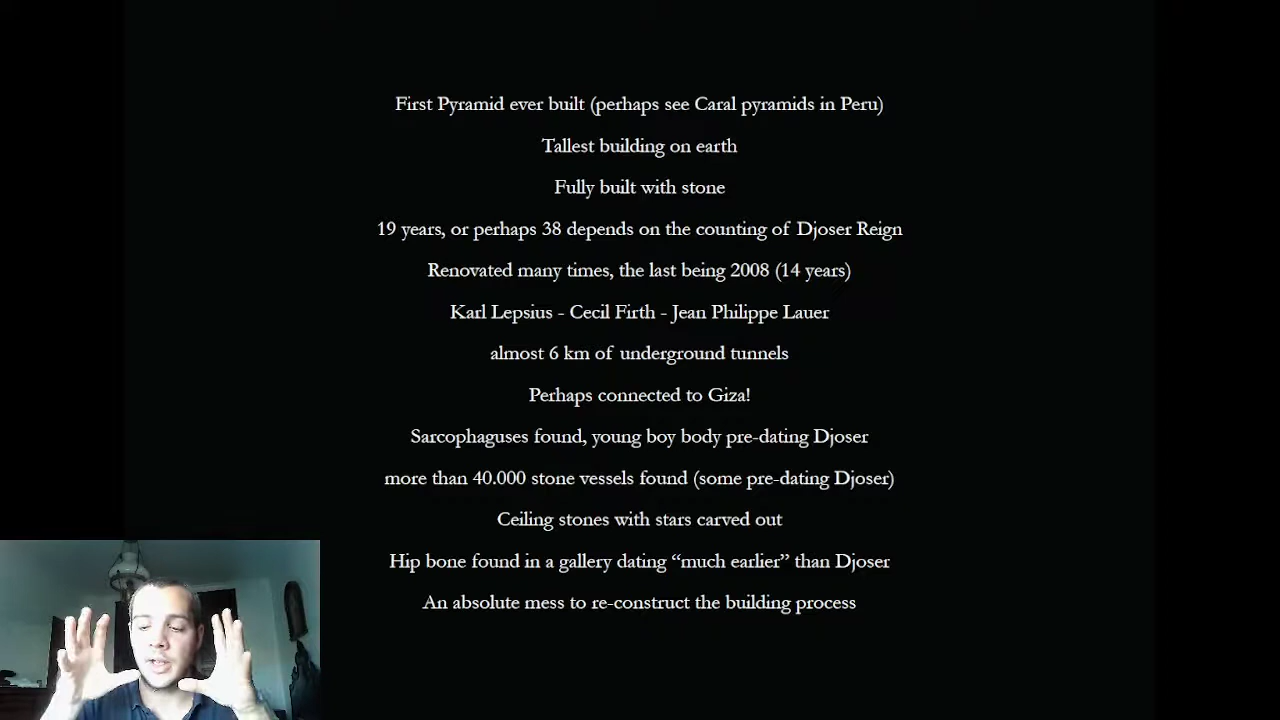 First Pyramid ever built (perhaps see Caral pyramids in Peru)
Tallest building on earth
Fully built with stone
19 years, or perhaps 38 depends on the counting of Djoser Reign
Renovated many times, the last being 2008 (14 years)
Karl Lepsius - Cecil Firth - Jean Philippe Lauer
almost 6 km of underground tunnels
Perhaps connected to Giza!
Sarcophaguses found, young boy body pre-dating Djoser
more than 40.000 stone vessels found (some pre-dating Djoser)
Ceiling stones with stars carved out
Hip bone found in a gallery dating “much earlier” than Djoser
An absolute mess to re-construct the building process